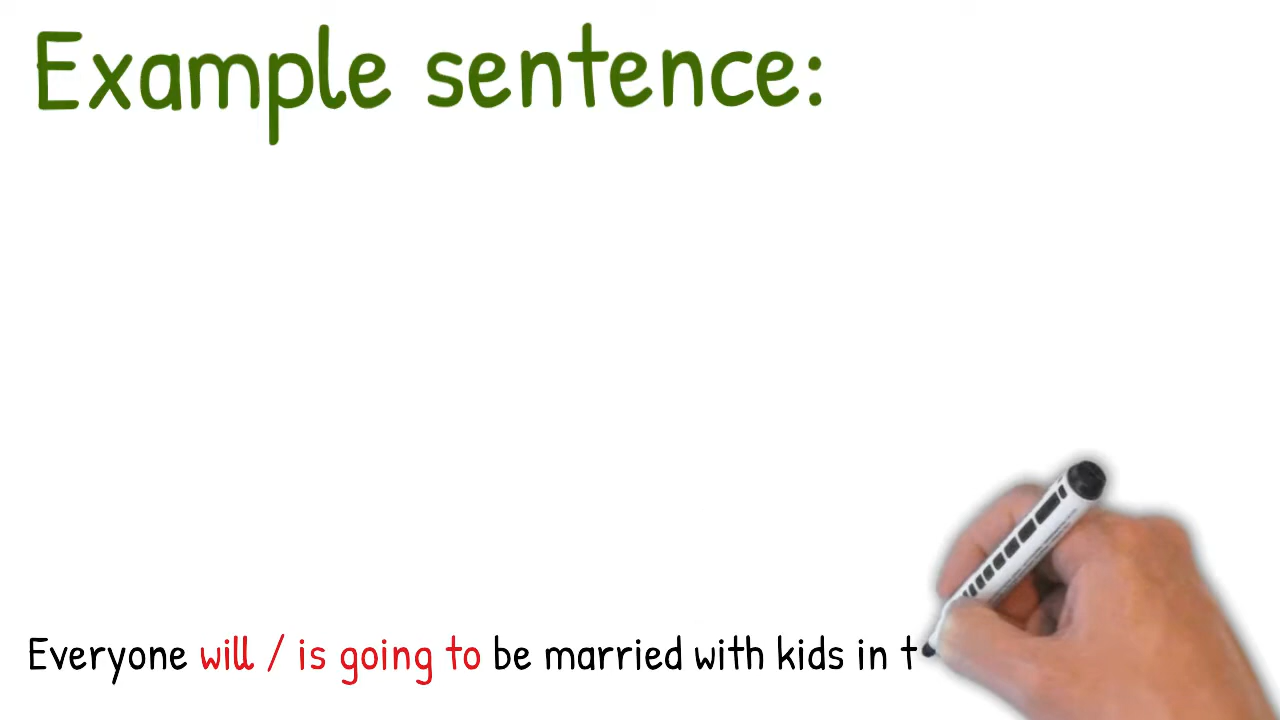 Example sentence:
Everyone will / is going to be married with kids in t